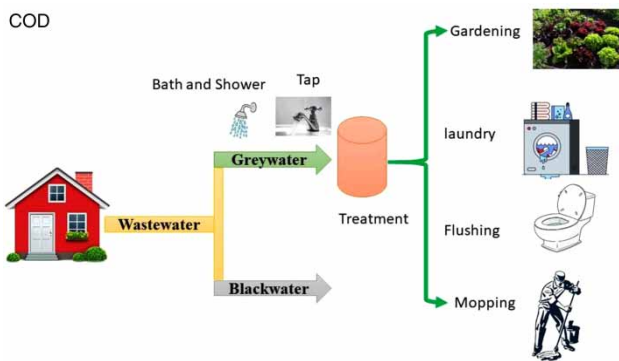 COD
Gardening
Bath and Shower
Tap
laundry
Greywater
Wastewater
Treatment
Flushing
Blackwater
Mopping